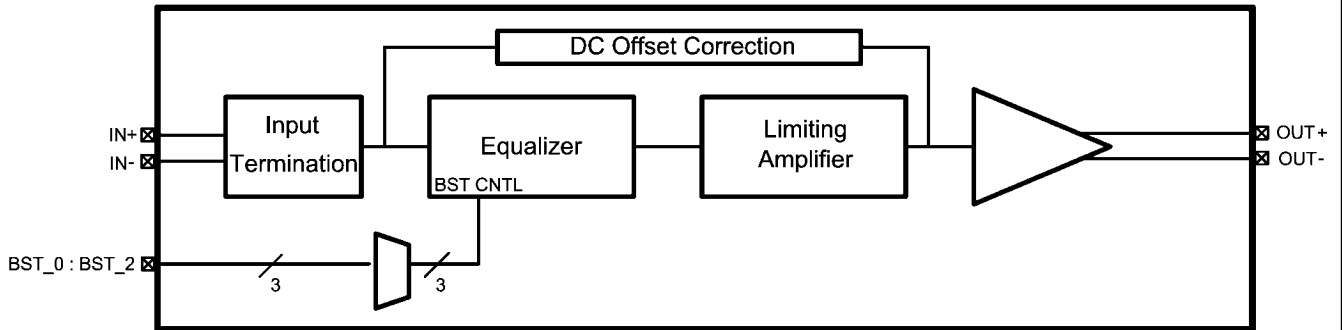 DC Offset Correction
IN+
IN-
Input
Termination
Equalizer
BST CNTL
Limiting
Amplifier
OUT+
OUT-
BST_0 : BST_2
3
3